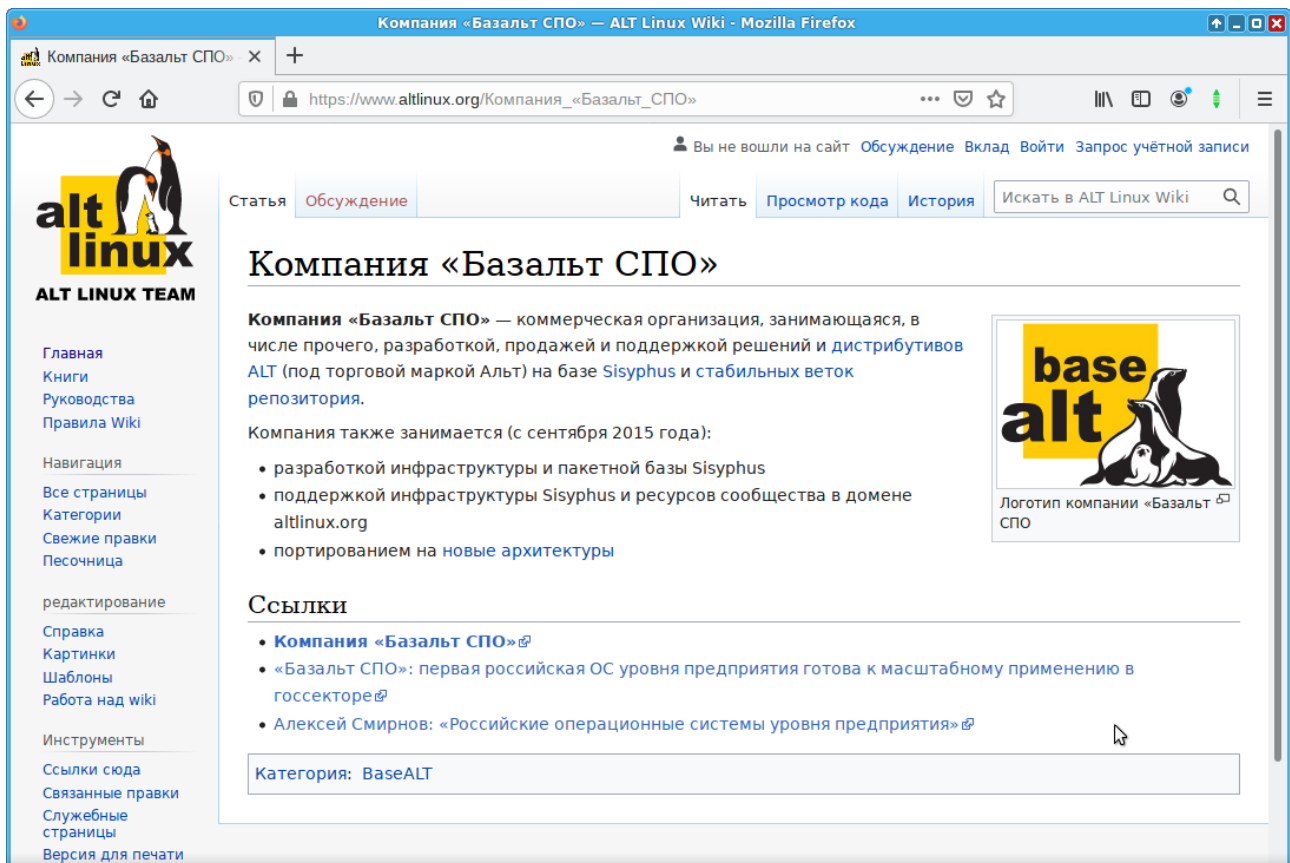 Компания «Базальт СПО» — ALT Linux Wiki - Mozilla Firefox
Компания «Базальт СПО» -
https://www.altlinux.org/Компания_«Базальт_СПО»
Вы не вошли на сайт Обсуждение Вклад Войти Запрос учётной записи
alt
linux
ALT LINUX TEAM
Статья Обсуждение Читать Просмотр кода История Искать в ALT Linux Wiki
Компания «Базальт СПО»
Компания «Базальт СПО» — коммерческая организация, занимающаяся, в
числе прочего, разработкой, продажей и поддержкой решений и дистрибутивов
ALT (под торговой маркой Альт) на базе Sisyphus и стабильных веток
репозитория.
Компания также занимается (с сентября 2015 года):
• разработкой инфраструктуры и пакетной базы Sisyphus
• поддержкой инфраструктуры Sisyphus и ресурсов сообщества в домене
altlinux.org
• портированием на новые архитектуры
base
alt
Логотип компании «Базальт
СПО
Ссылки
• Компания «Базальт СПО»
• «Базальт СПО»: первая российская ОС уровня предприятия готова к масштабному применению в
госсекторе
• Алексей Смирнов: «Российские операционные системы уровня предприятия»
Категория: BaseALT
Главная
Книги
Руководства
Правила Wiki
Навигация
Все страницы
Категории
Свежие правки
Песочница
редактирование
Справка
Картинки
Шаблоны
Работа над wiki
Инструменты
Ссылки сюда
Связанные правки
Служебные
страницы
Версия для печати